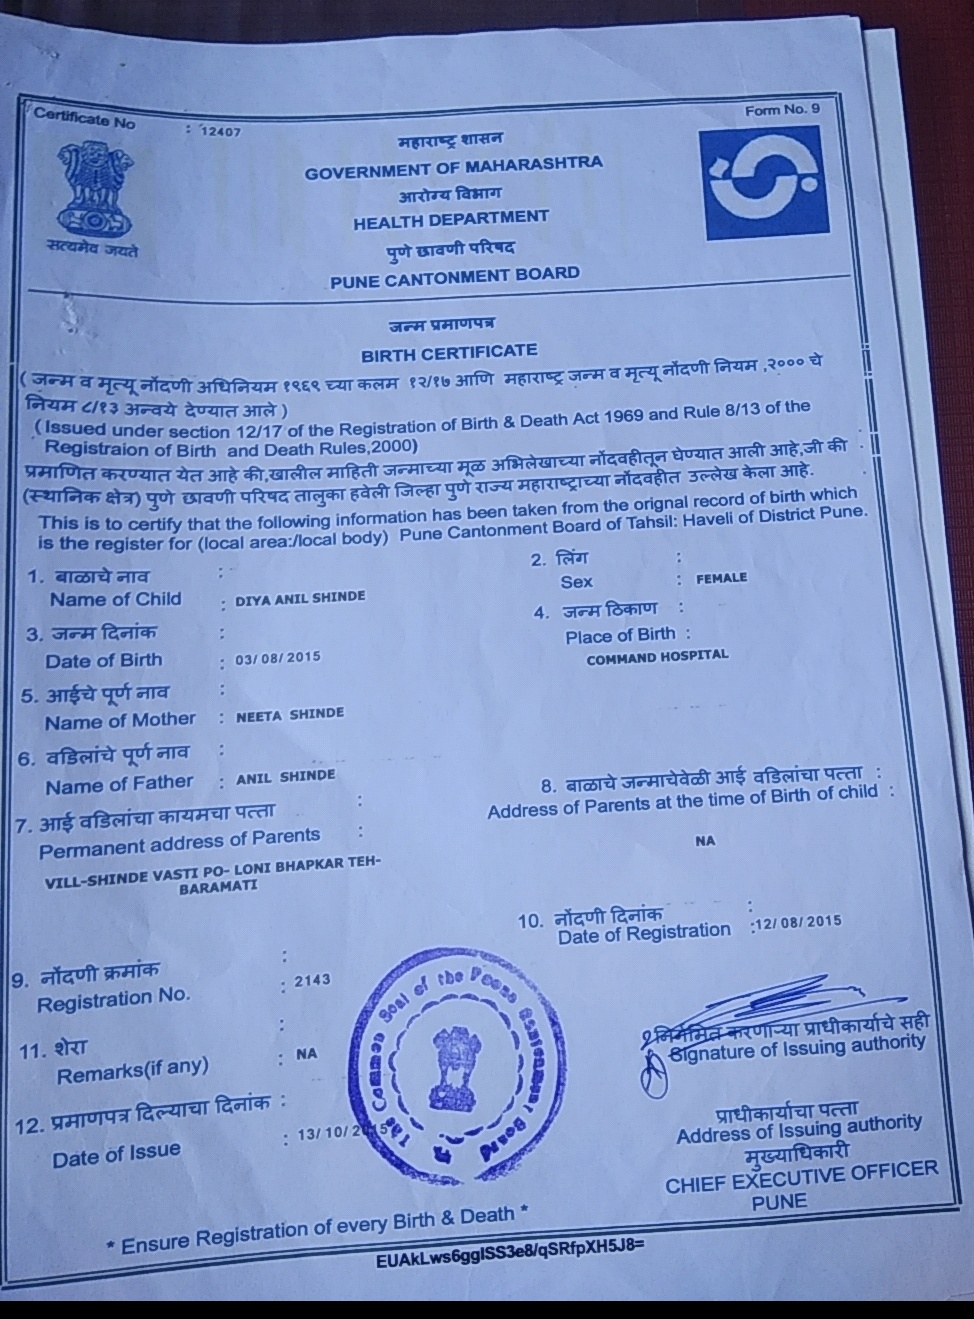 Certificate No : 12407
Form No. 9
सत्यमेव जयते
महाराष्ट्र शासन
GOVERNMENT OF MAHARASHTRA
आरोग्य विभाग
HEALTH DEPARTMENT
पुणे छावणी परिषद
PUNE CANTONMENT BOARD
जन्म प्रमाणपत्र
BIRTH CERTIFICATE
( जन्म व मृत्यू नोंदणी अधिनियम १९६९ च्या कलम १२/१७ आणि महाराष्ट्र जन्म व मृत्यू नोंदणी नियम ,२००० चे
नियम ८/१३ अन्वये देण्यात आले )
(Issued under section 12/17 of the Registration of Birth & Death Act 1969 and Rule 8/13 of the
Registraion of Birth and Death Rules,2000)
प्रमाणित करण्यात येत आहे की,खालील माहिती जन्माच्या मूळ अभिलेखाच्या नोंदवहीतून घेण्यात आली आहे,जी की
(स्थानिक क्षेत्र) पुणे छावणी परिषद तालुका हवेली जिल्हा पुणे राज्य महाराष्ट्राच्या नोंदवहीत उल्लेख केला आहे.
This is to certify that the following information has been taken from the orignal record of birth which
is the register for (local area:/local body) Pune Cantonment Board of Tahsil: Haveli of District Pune.
1. बाळाचे नाव :
Name of Child : DIYA ANIL SHINDE
2. लिंग :
Sex : FEMALE
3. जन्म दिनांक :
Date of Birth : 03/08/2015
4. जन्म ठिकाण :
Place of Birth :
COMMAND HOSPITAL
5. आईचे पूर्ण नाव :
Name of Mother : NEETA SHINDE
6. वडिलांचे पूर्ण नाव :
Name of Father : ANIL SHINDE
7. आई वडिलांचा कायमचा पत्ता :
Permanent address of Parents :
VILL-SHINDE VASTI PO- LONI BHAPKAR TEH-
BARAMATI
8. बाळाचे जन्माचेवेळी आई वडिलांचा पत्ता :
Address of Parents at the time of Birth of child :
NA
9. नोंदणी क्रमांक :
Registration No. : 2143
10. नोंदणी दिनांक :
Date of Registration :12/08/2015
11. शेरा :
Remarks(if any) : NA
12. प्रमाणपत्र दिल्याचा दिनांक :
Date of Issue : 13/10/2015
The Common Seal of the Poona Cantonment Board
निर्गमित करणाऱ्या प्राधीकार्याचे सही
Signature of Issuing authority
प्राधीकार्याचा पत्ता
Address of Issuing authority
मुख्याधिकारी
CHIEF EXECUTIVE OFFICER
PUNE
* Ensure Registration of every Birth & Death *
EUAkLws6ggISS3e8/qSRfpXH5J8=